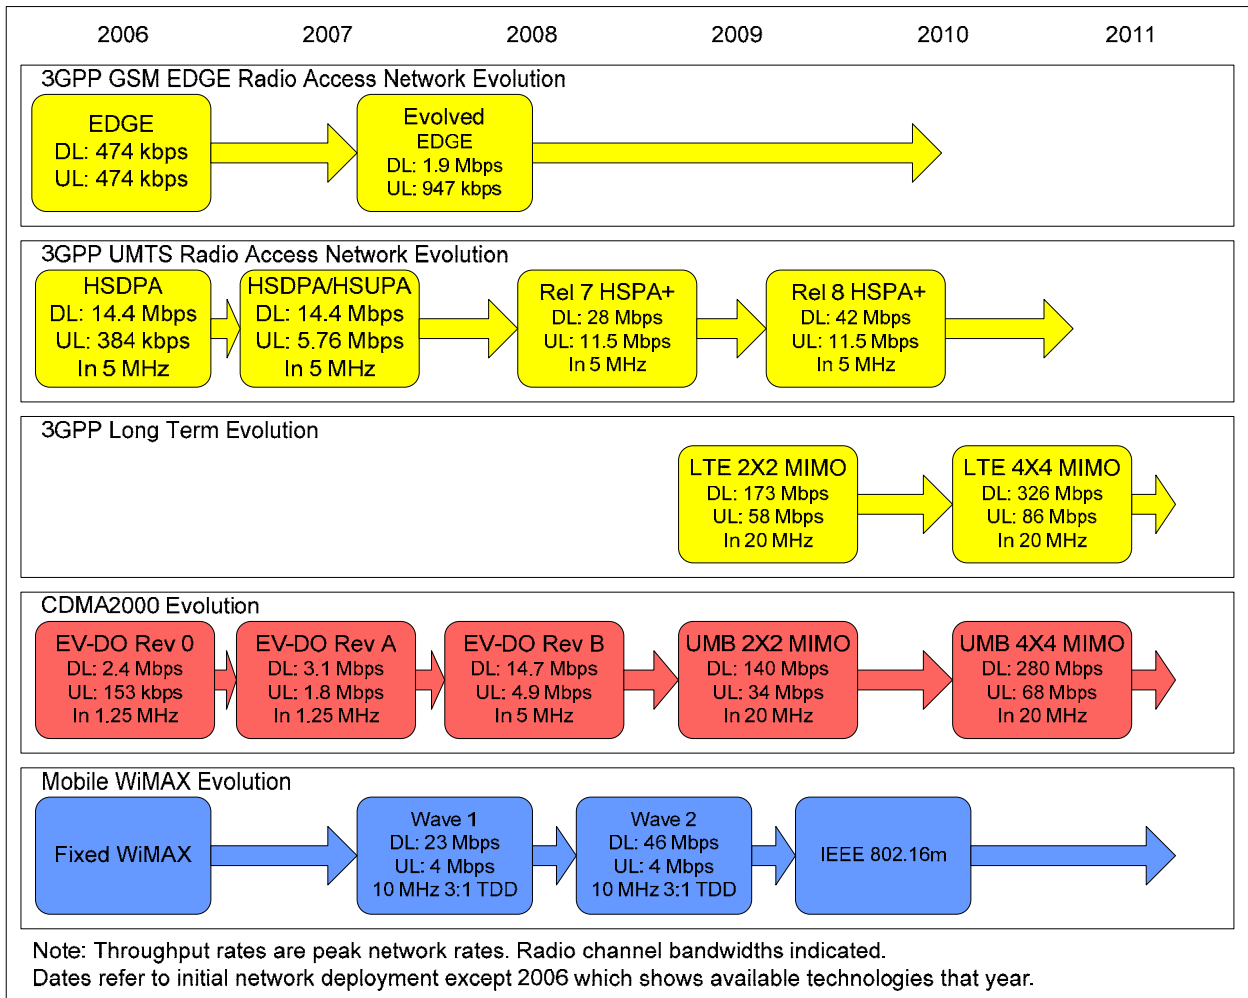 2006 2007 2008 2009 2010 2011
3GPP GSM EDGE Radio Access Network Evolution
EDGE
DL: 474 kbps
UL: 474 kbps
Evolved
EDGE
DL: 1.9 Mbps
UL: 947 kbps
3GPP UMTS Radio Access Network Evolution
HSDPA
DL: 14.4 Mbps
UL: 384 kbps
In 5 MHz
HSDPA/HSUPA
DL: 14.4 Mbps
UL: 5.76 Mbps
In 5 MHz
Rel 7 HSPA+
DL: 28 Mbps
UL: 11.5 Mbps
In 5 MHz
Rel 8 HSPA+
DL: 42 Mbps
UL: 11.5 Mbps
In 5 MHz
3GPP Long Term Evolution
LTE 2X2 MIMO
DL: 173 Mbps
UL: 58 Mbps
In 20 MHz
LTE 4X4 MIMO
DL: 326 Mbps
UL: 86 Mbps
In 20 MHz
CDMA2000 Evolution
EV-DO Rev 0
DL: 2.4 Mbps
UL: 153 kbps
In 1.25 MHz
EV-DO Rev A
DL: 3.1 Mbps
UL: 1.8 Mbps
In 1.25 MHz
EV-DO Rev B
DL: 14.7 Mbps
UL: 4.9 Mbps
In 5 MHz
UMB 2X2 MIMO
DL: 140 Mbps
UL: 34 Mbps
In 20 MHz
UMB 4X4 MIMO
DL: 280 Mbps
UL: 68 Mbps
In 20 MHz
Mobile WiMAX Evolution
Fixed WiMAX
Wave 1
DL: 23 Mbps
UL: 4 Mbps
10 MHz 3:1 TDD
Wave 2
DL: 46 Mbps
UL: 4 Mbps
10 MHz 3:1 TDD
IEEE 802.16m
Note: Throughput rates are peak network rates. Radio channel bandwidths indicated.
Dates refer to initial network deployment except 2006 which shows available technologies that year.